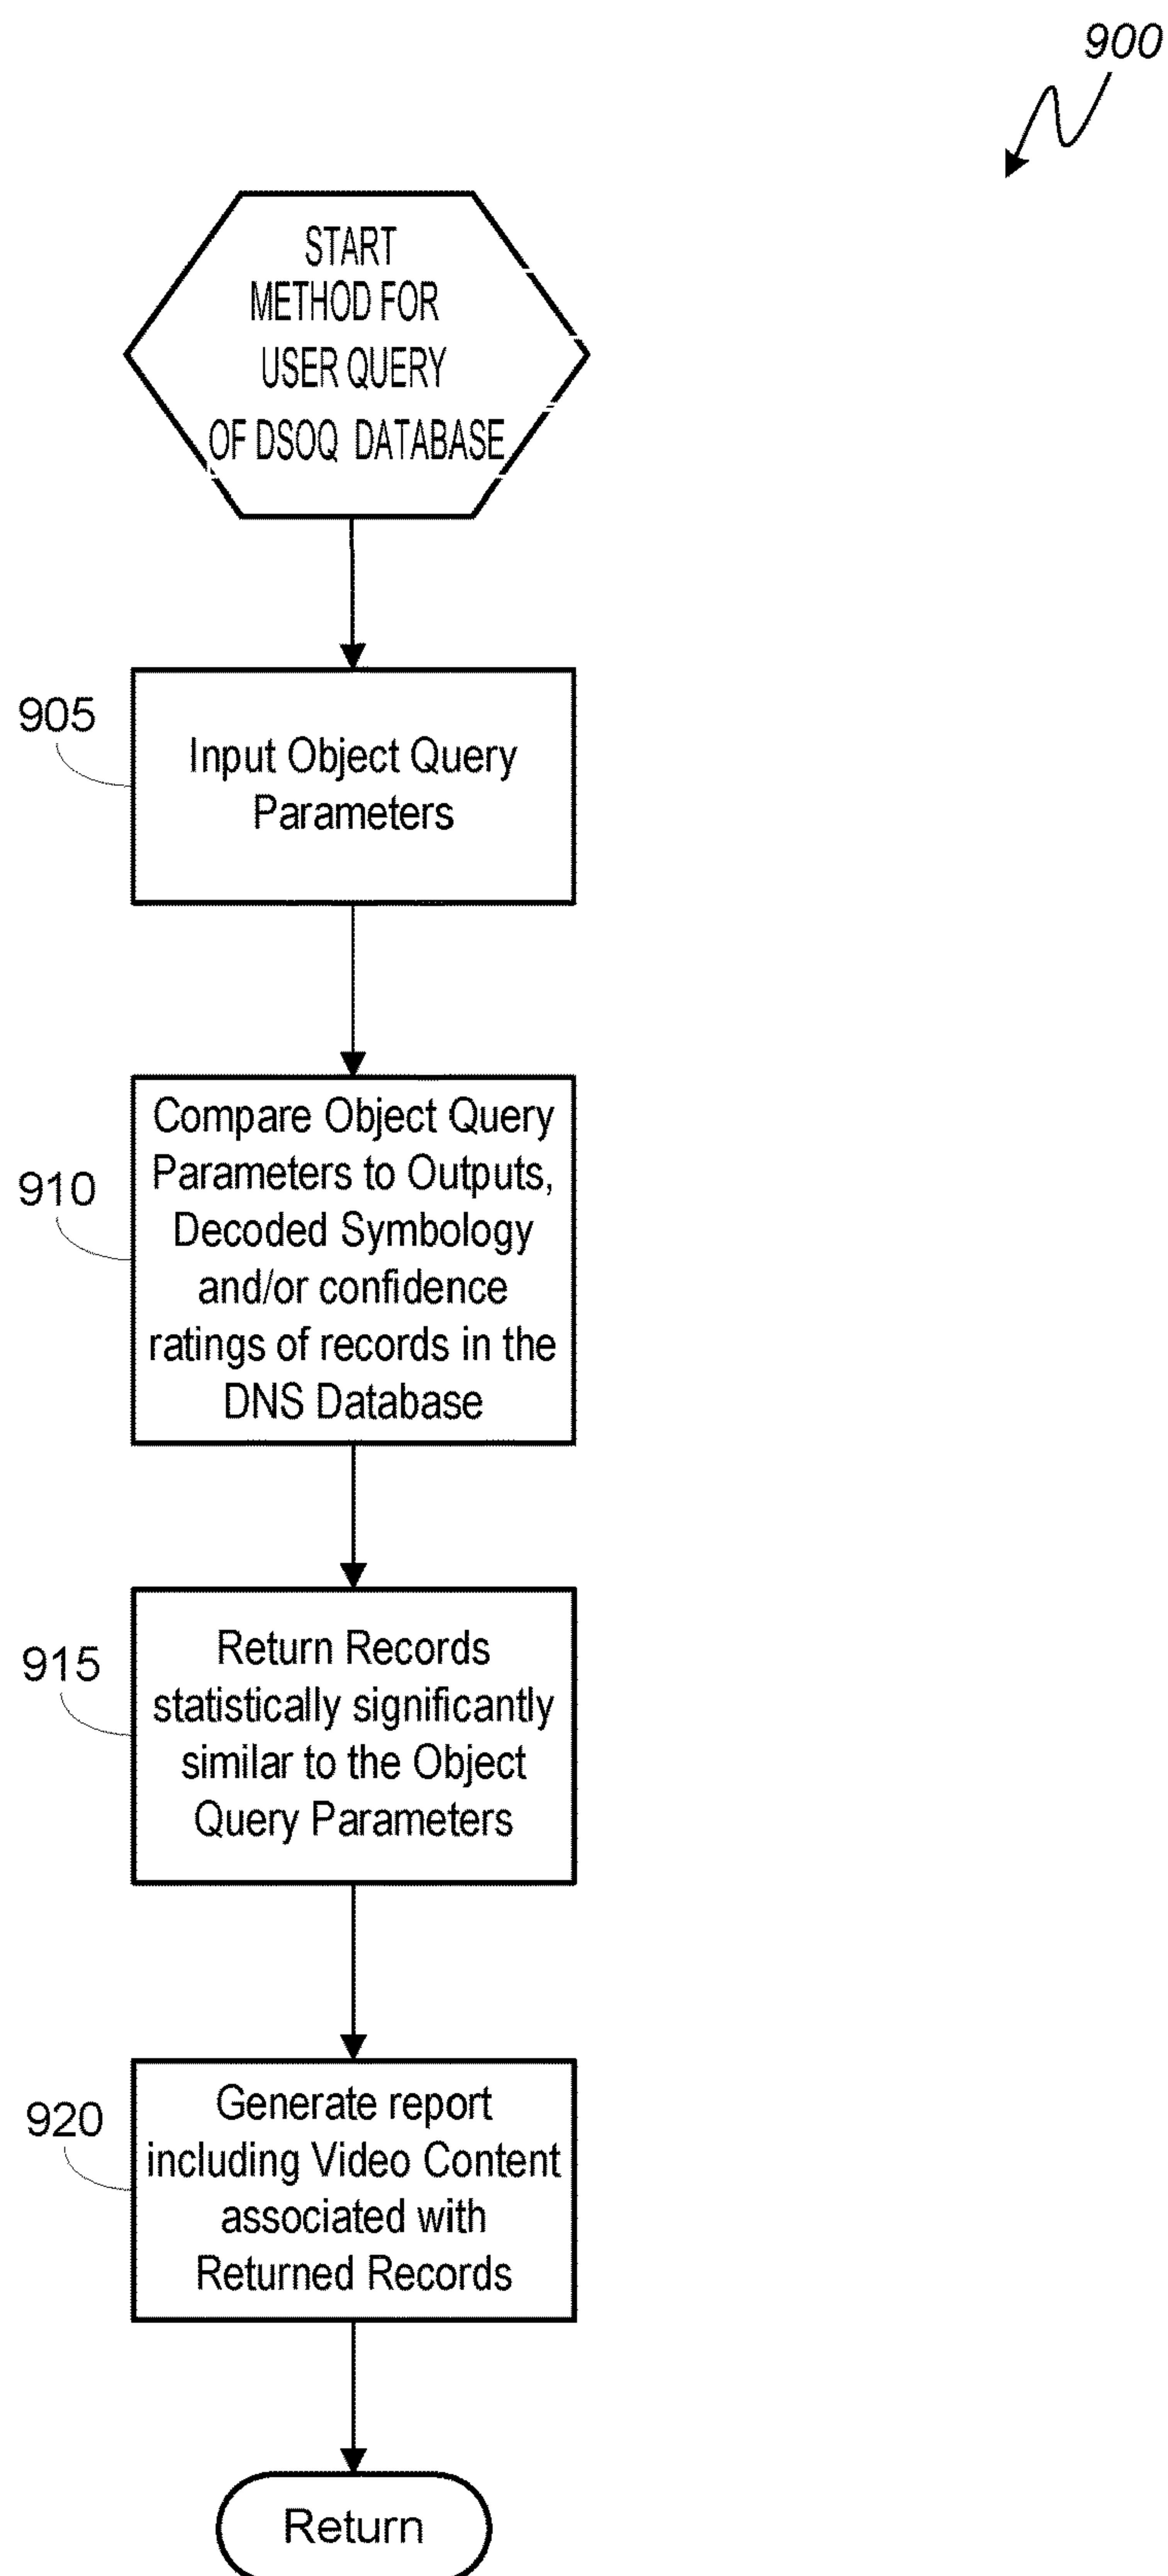 900
START
METHOD FOR
USER QUERY
OF DSOQ DATABASE
905
Input Object Query
Parameters
910
Compare Object Query
Parameters to Outputs,
Decoded Symbology
and/or confidence
ratings of records in the
DNS Database
915
Return Records
statistically significantly
similar to the Object
Query Parameters
920
Generate report
including Video Content
associated with
Returned Records
Return